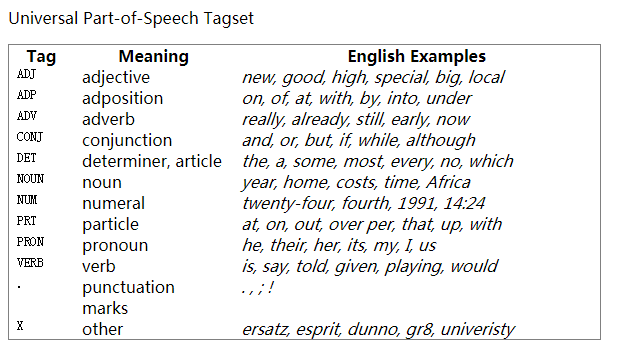 Universal Part-of-Speech Tagset
Tag Meaning English Examples
ADJ adjective new, good, high, special, big, local
ADP adposition on, of, at, with, by, into, under
ADV adverb really, already, still, early, now
CONJ conjunction and, or, but, if, while, although
DET determiner, article the, a, some, most, every, no, which
NOUN noun year, home, costs, time, Africa
NUM numeral twenty-four, fourth, 1991, 14:24
PRT particle at, on, out, over per, that, up, with
PRON pronoun he, their, her, its, my, I, us
VERB verb is, say, told, given, playing, would
. punctuation . , ; !
marks
X other ersatz, esprit, dunno, gr8, univeristy